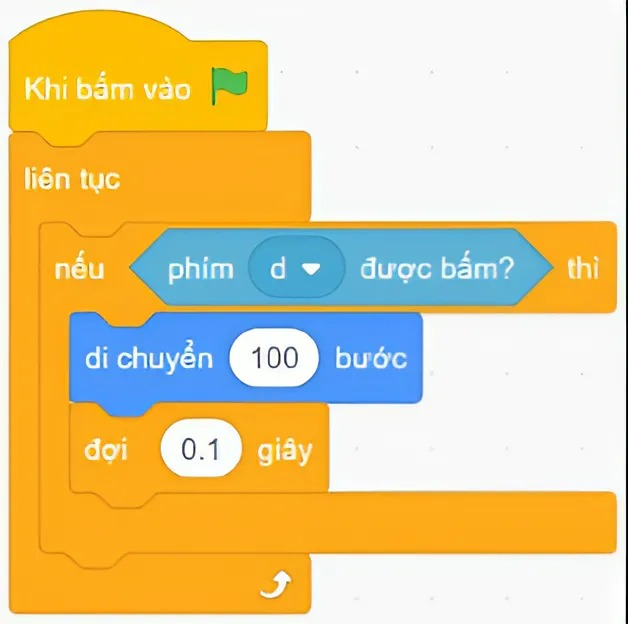 Khi bấm vào
liên tục
nếu phím d được bấm? thì
di chuyển 100 bước
đợi 0.1 giây